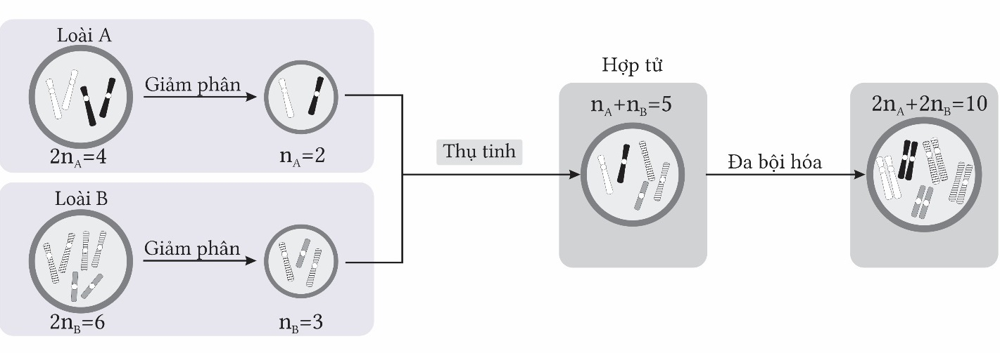 Loài A
Giảm phân
2nA=4
nA=2
Loài B
Giảm phân
2nB=6
nB=3
Thụ tinh
Hợp tử
nA+nB=5
Đa bội hóa
2nA+2nB=10